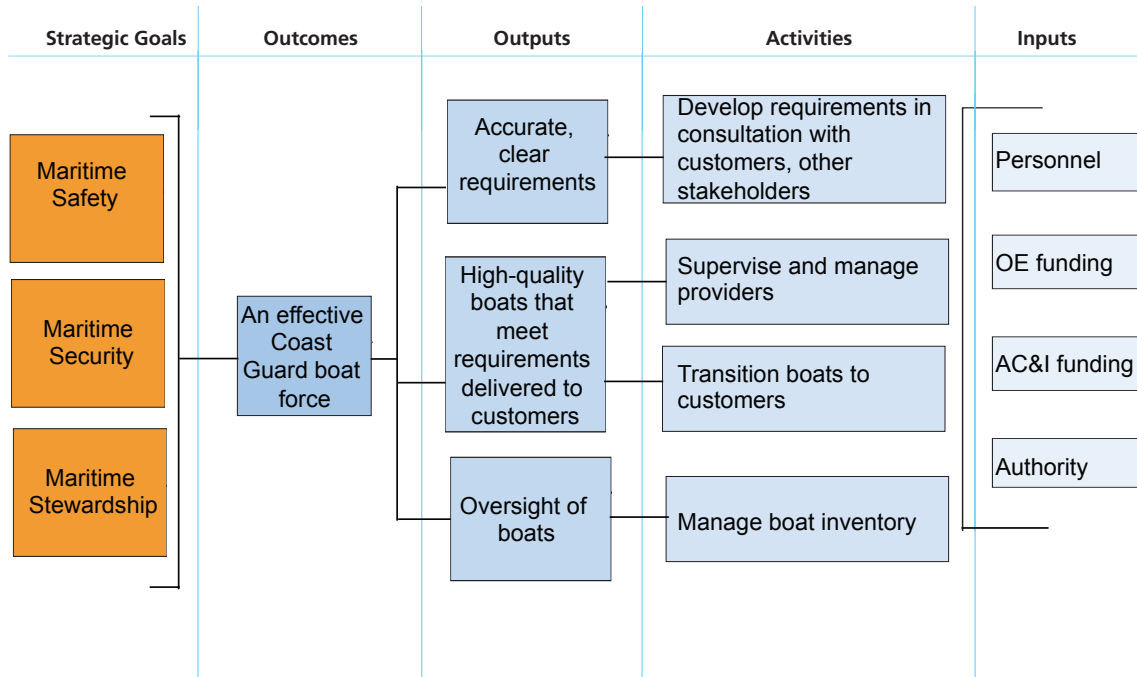 Strategic Goals
Outcomes
Outputs
Activities
Inputs
Maritime
Safety
Maritime
Security
Maritime
Stewardship
An effective
Coast
Guard boat
force
Accurate,
clear
requirements
High-quality
boats that
meet
requirements
delivered to
customers
Oversight of
boats
Develop requirements in
consultation with
customers, other
stakeholders
Supervise and manage
providers
Transition boats to
customers
Manage boat inventory
Personnel
OE funding
AC&I funding
Authority